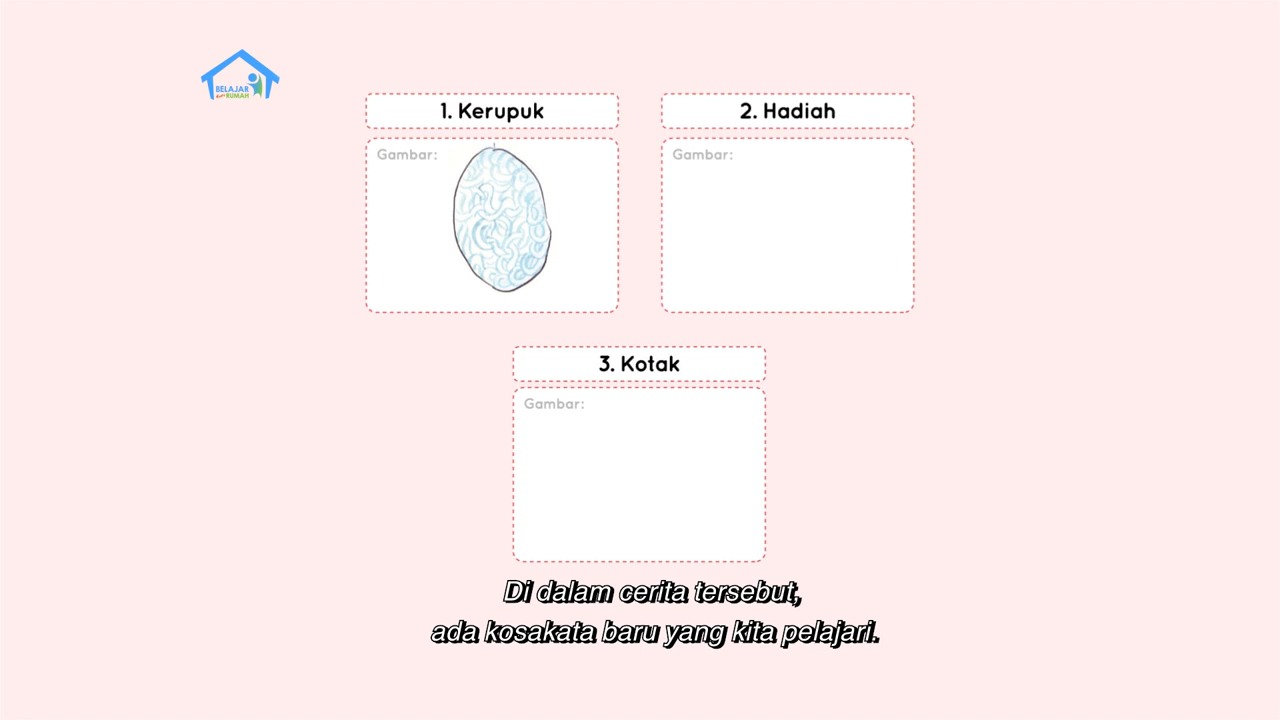 BELAJAR
dari RUMAH
1. Kerupuk
2. Hadiah
Gambar:
Gambar:
3. Kotak
Gambar:
Di dalam cerita tersebut,
ada kosakata baru yang kita pelajari.